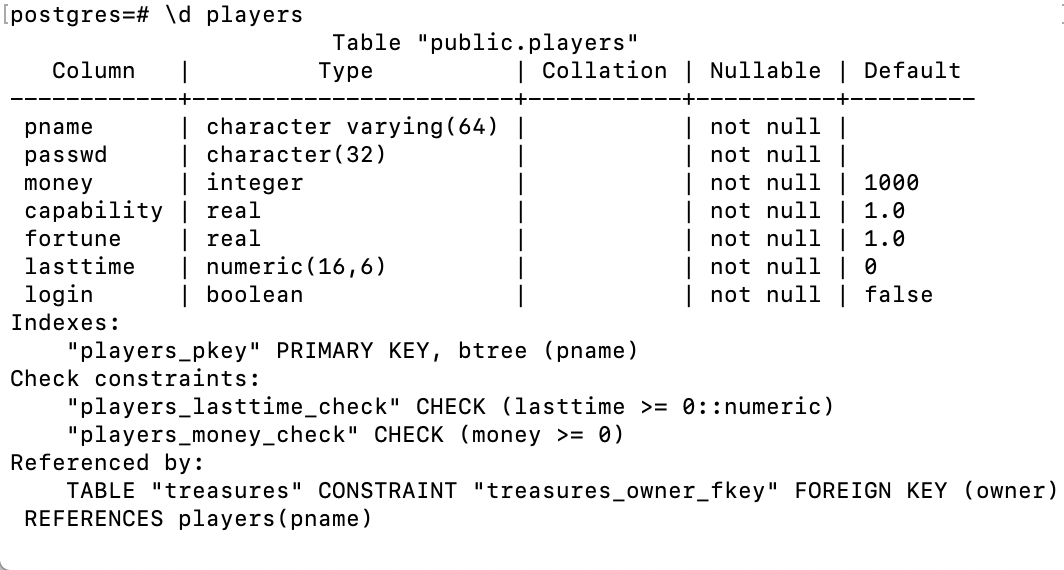 [postgres=# \d players
                       Table "public.players"
   Column   |          Type          | Collation | Nullable | Default
------------+------------------------+-----------+----------+---------
 pname      | character varying(64)  |           | not null |
 passwd     | character(32)          |           | not null |
 money      | integer                |           | not null | 1000
 capability | real                   |           | not null | 1.0
 fortune    | real                   |           | not null | 1.0
 lasttime   | numeric(16,6)          |           | not null | 0
 login      | boolean                |           | not null | false
Indexes:
    "players_pkey" PRIMARY KEY, btree (pname)
Check constraints:
    "players_lasttime_check" CHECK (lasttime >= 0::numeric)
    "players_money_check" CHECK (money >= 0)
Referenced by:
    TABLE "treasures" CONSTRAINT "treasures_owner_fkey" FOREIGN KEY (owner)
 REFERENCES players(pname)